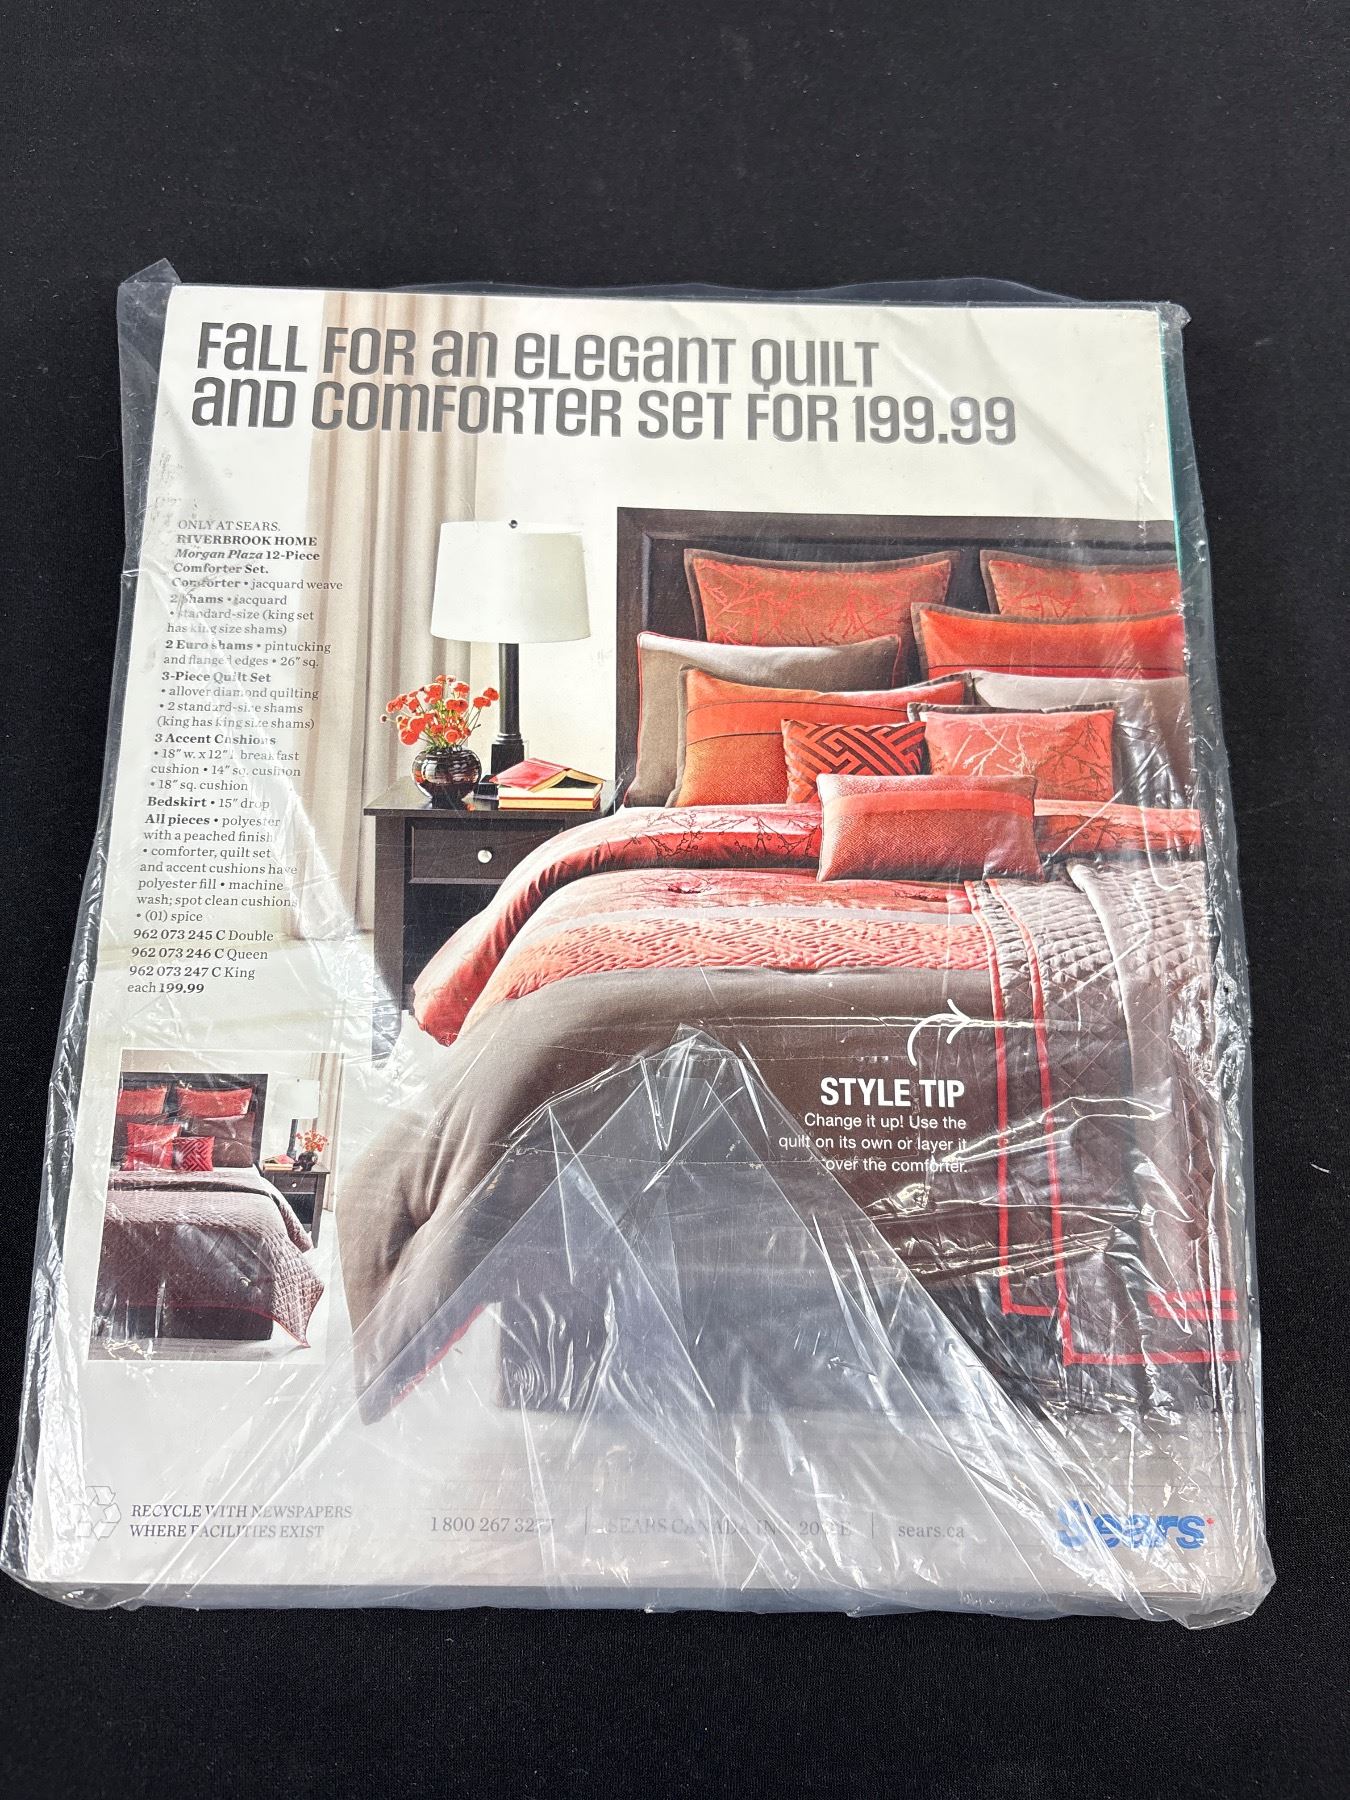 FALL FOR an ELEGANT QUILT
AND COMFORTER SET FOR 199.99
ONLY AT SEARS.
RIVERBROOK HOME
Morgan Plaza 12-Piece
Comforter Set.
Comforter • jacquard weave
2 Shams • jacquard
• standard-size (king set
has king size shams)
2 Euro shams • pintucking
and flanged edges • 26" sq.
3-Piece Quilt Set
• allover diamond quilting
• 2 standard-size shams
(king has king size shams)
3 Accent Cushions
• 18" w. x 12" l. breakfast
cushion • 14" sq. cushion
• 18" sq. cushion
Bedskirt • 15" drop
All pieces • polyester
with a peached finish
• comforter, quilt set
and accent cushions have
polyester fill • machine
wash; spot clean cushions
• (01) spice
962 073 245 C Double
962 073 246 C Queen
962 073 247 C King
each 199.99
STYLE TIP
Change it up! Use the
quilt on its own or layer it
over the comforter.
RECYCLE WITH NEWSPAPERS
WHERE FACILITIES EXIST
1 800 267 3277 | SEARS CANADA INC. | sears.ca
Sears